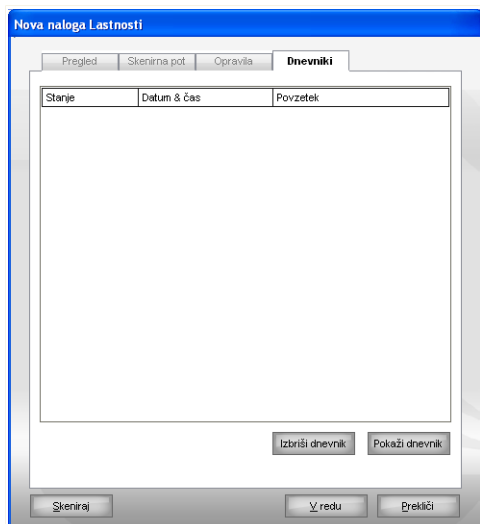 Nova naloga Lastnosti
Pregled Skenirna pot Opravila Dnevniki
Stanje Datum & čas Povzetek
Izbriši dnevnik Pokaži dnevnik
Skeniraj V redu Prekliči